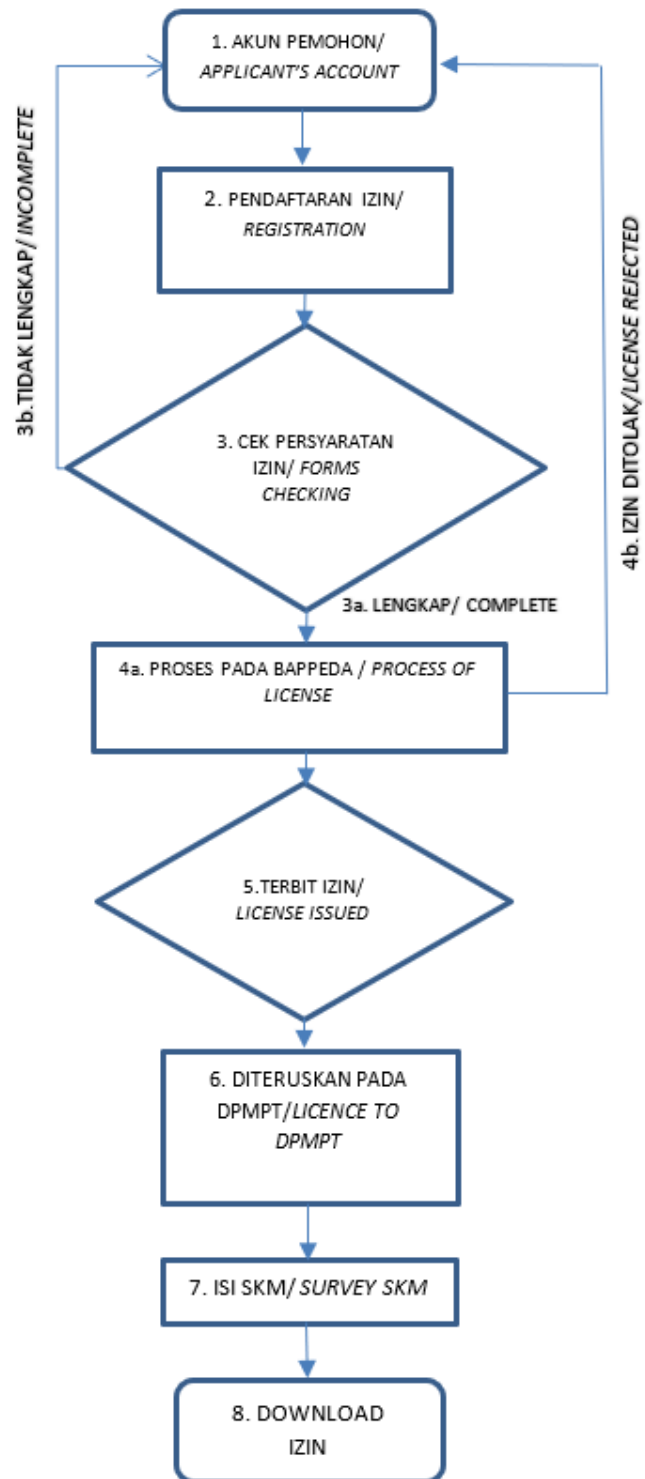 1. AKUN PEMOHON/
APPLICANT'S ACCOUNT
2. PENDAFTARAN IZIN/
REGISTRATION
3b.TIDAK LENGKAP/ INCOMPLETE
4b. IZIN DITOLAK/LICENSE REJECTED
3. CEK PERSYARATAN
IZIN/ FORMS
CHECKING
3a. LENGKAP/ COMPLETE
4a. PROSES PADA BAPPEDA / PROCESS OF
LICENSE
5.TERBIT IZIN/
LICENSE ISSUED
6. DITERUSKAN PADA
DPMPT/LICENCE TO
DPMPT
7. ISI SKM/ SURVEY SKM
8. DOWNLOAD
IZIN